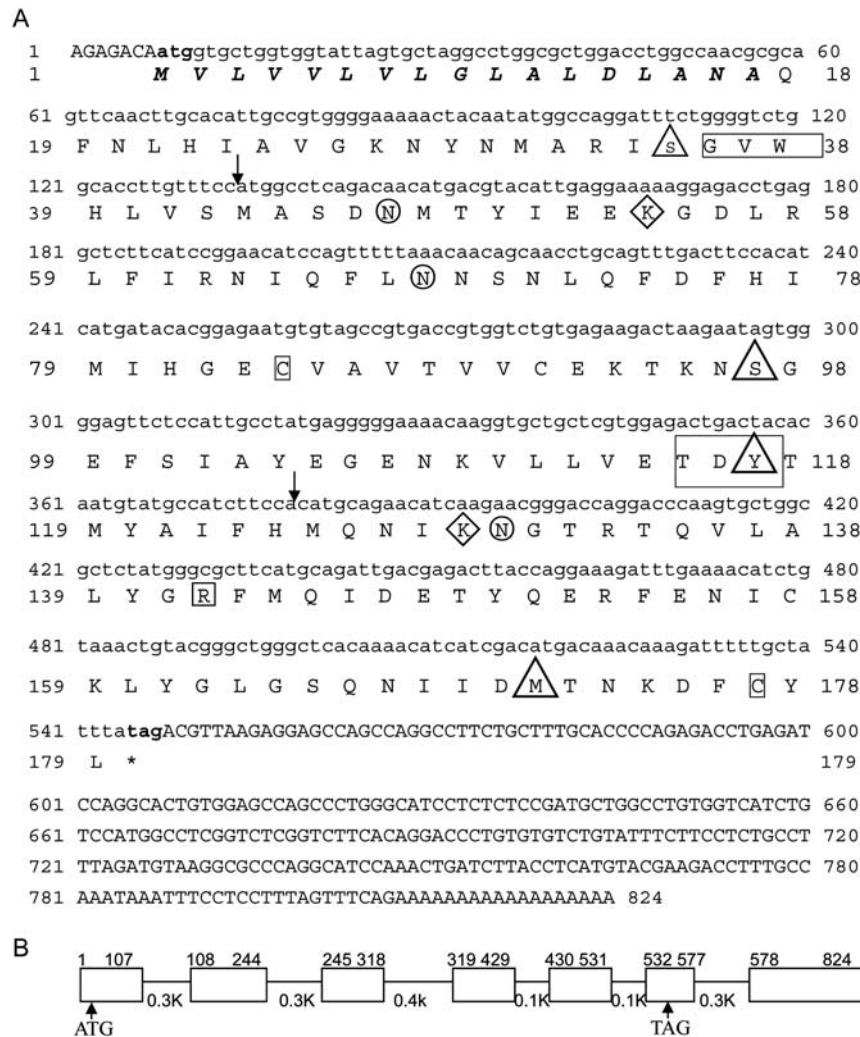 A
1 AGAGACAatggtgctggtggtattagtgctaggcctggcgctggacctggccaacgcgca 60
1 M V L V V L V L G L A L D L A N A Q 18
61 gttcaacttgcacattgccgtggggaaaaactacaatatggccaggatttctggggtctg 120
19 F N L H I A V G K N Y N M A R I s G V W 38
121 gcaccttgtttccatggcctcagacaacatgacgtacattgaggaaaaaggagacctgag 180
39 H L V S M A S D N M T Y I E E K G D L R 58
181 gctcttcatccggaacatccagtttttaaacaacagcaacctgcagtttgacttccacat 240
59 L F I R N I Q F L N N S N L Q F D F H I 78
241 catgatacacggagaatgtgtagccgtgaccgtggtctgtgagaagactaagaatagtgg 300
79 M I H G E C V A V T V V C E K T K N S G 98
301 ggagttctccattgcctatgagggggaaaacaaggtgctgctcgtggagactgactacac 360
99 E F S I A Y E G E N K V L L V E T D Y T 118
361 aatgtatgccatcttccacatgcagaacatcaagaacgggaccaggacccaagtgctggc 420
119 M Y A I F H M Q N I K N G T R T Q V L A 138
421 gctctatgggcgcttcatgcagattgacgagacttaccaggaaagatttgaaaacatctg 480
139 L Y G R F M Q I D E T Y Q E R F E N I C 158
481 taaactgtacgggctgggctcacaaaacatcatcgacatgacaaacaaagatttttgcta 540
159 K L Y G L G S Q N I I D M T N K D F C Y 178
541 tttatagACGTTAAGAGGAGCCAGCCAGGCCTTCTGCTTTGCACCCCAGAGACCTGAGAT 600
179 L * 179
601 CCAGGCACTGTGGAGCCAGCCCTGGGCATCCTCTCTCCGATGCTGGCCTGTGGTCATCTG 660
661 TCCATGGCCTCGGTCTCGGTCTTCACAGGACCCTGTGTGTCTGTATTTCTTCCTCTGCCT 720
721 TTAGATGTAAGGCGCCCAGGCATCCAAACTGATCTTACCTCATGTACGAAGACCTTTGCC 780
781 AAATAAATTTCCTCCTTTAGTTTCAGAAAAAAAAAAAAAAAAAA 824
B
1 107 108 244 245 318 319 429 430 531 532 577 578 824
0.3K 0.3K 0.4k 0.1K 0.1K 0.3K
ATG TAG